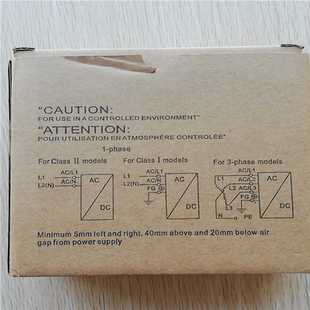 "CAUTION:
FOR USE IN A CONTROLLED ENVIRONMENT"
"ATTENTION:
POUR UTILISATION EN ATMOSPHÈRE CONTROLÉE"
1-phase
For Class II models For Class I models For 3-phase models
AC/L1 AC/L1 AC/L1
L1 L1 L1 AC/L2
AC/N AC/N AC/L3
L2(N) L2(N) L2 FG
FG
L3
N PE
AC DC AC DC AC DC
Minimum 5mm left and right, 40mm above and 20mm below air
gap from power supply